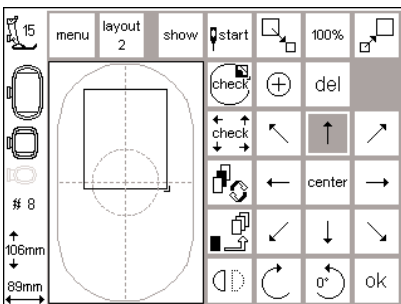 15
menu
layout
2
show
start
100%
check
del
check
center
# 8
106mm
89mm
0°
ok